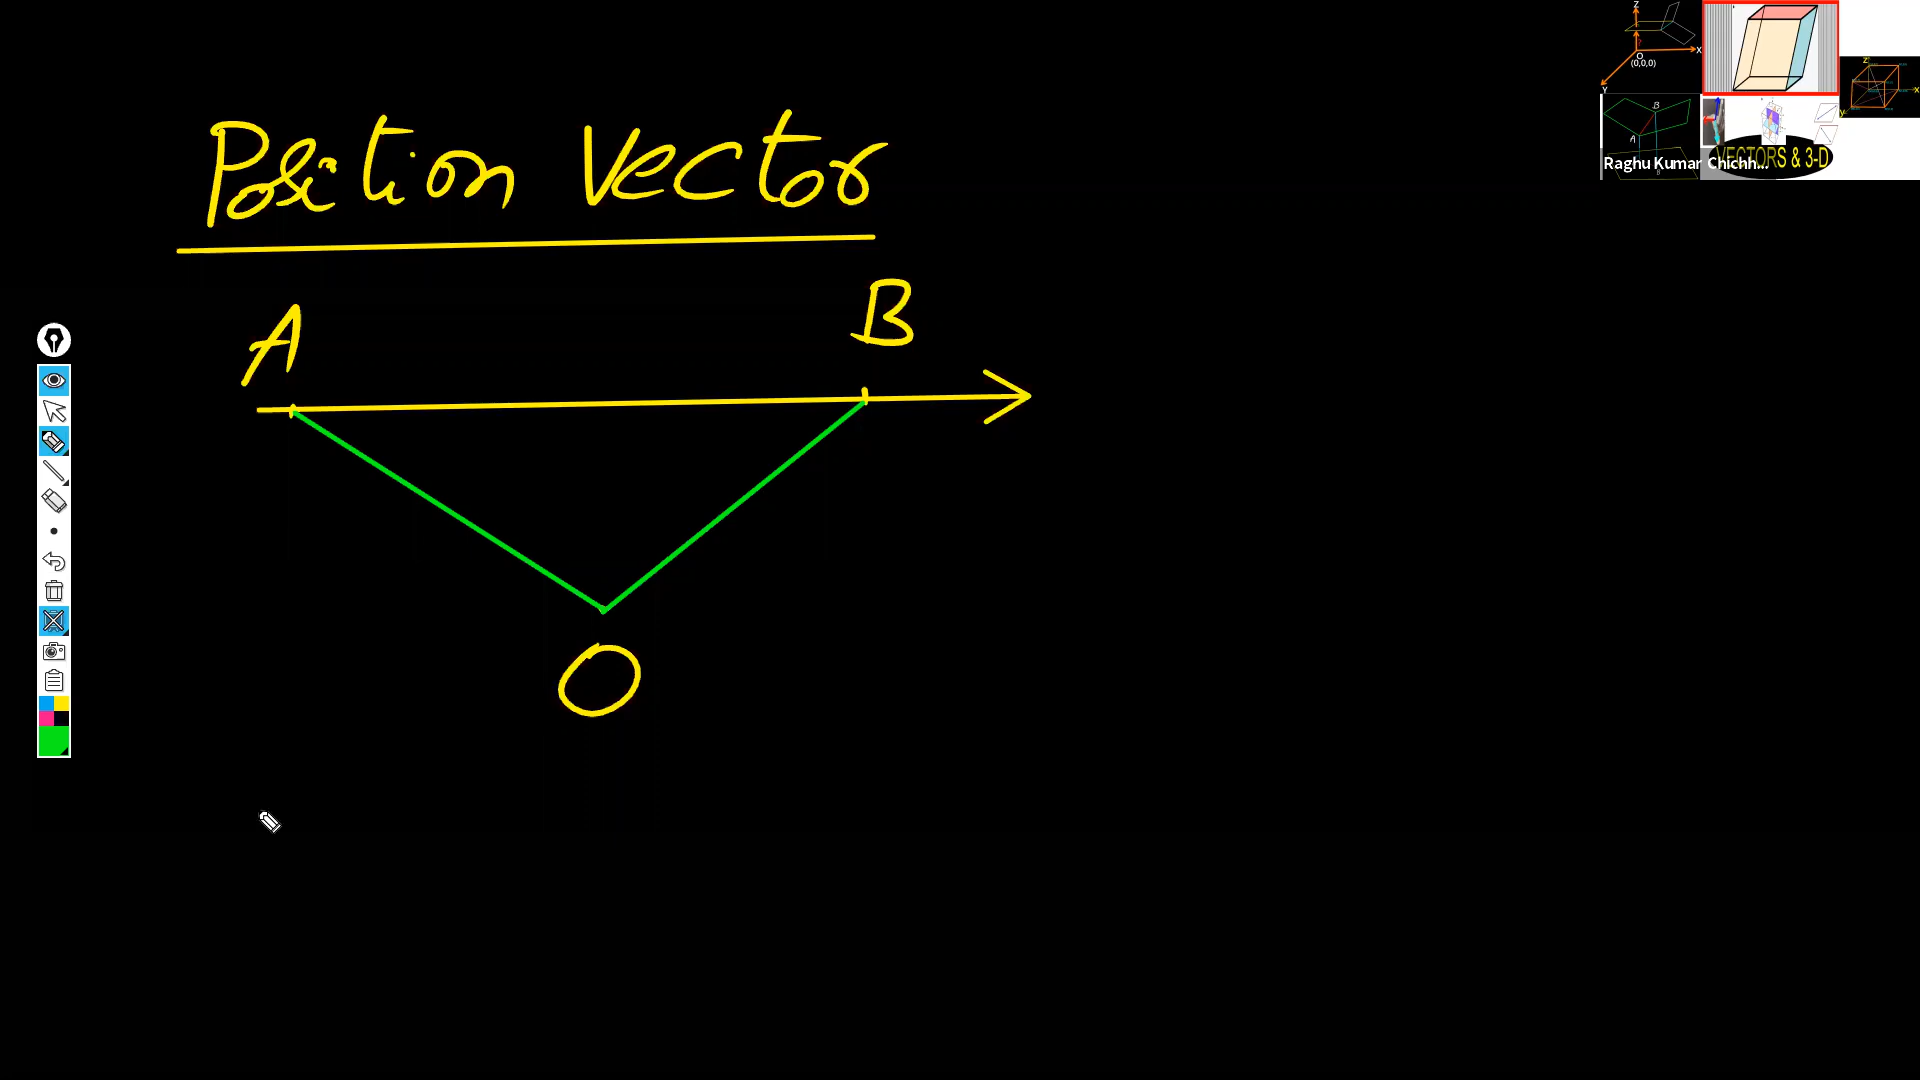 Position Vector
A
B
O
Z
O
X
(0,0,0)
Y
B
A
B
Z
X
Y
Raghu Kumar Chichh...
VECTORS & 3-D